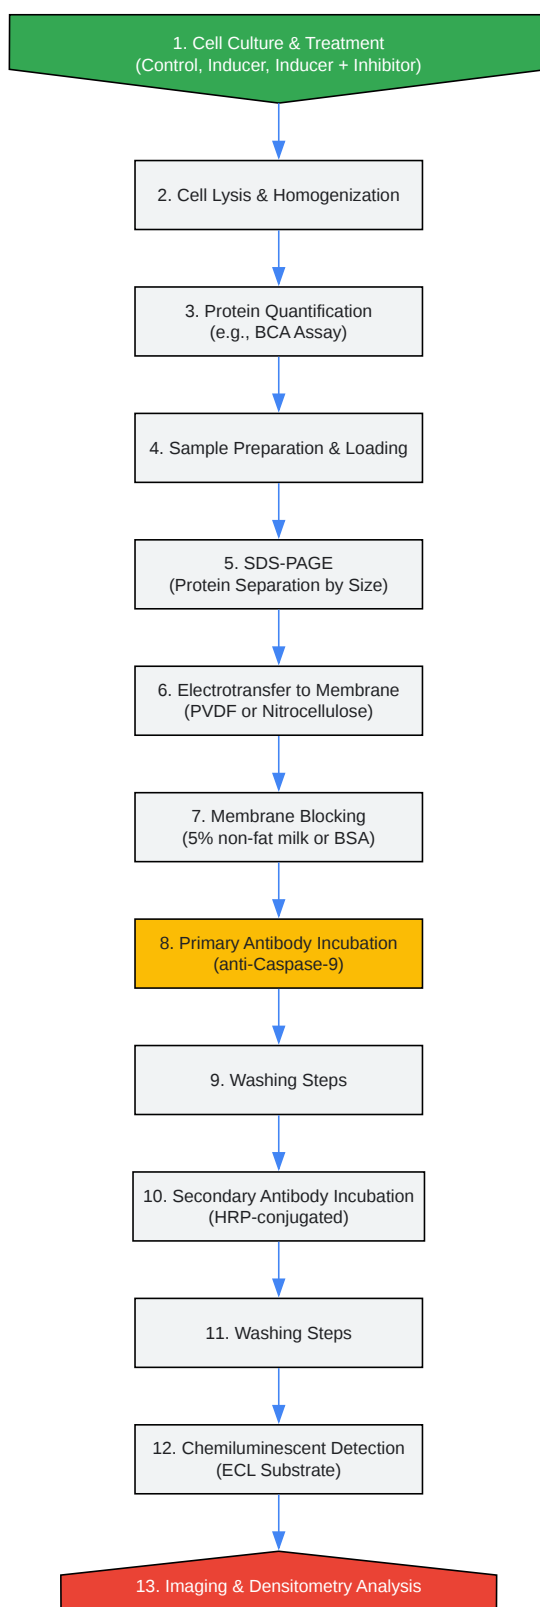 1. Cell Culture & Treatment
(Control, Inducer, Inducer + Inhibitor)
2. Cell Lysis & Homogenization
3. Protein Quantification
(e.g., BCA Assay)
4. Sample Preparation & Loading
5. SDS-PAGE
(Protein Separation by Size)
6. Electrotransfer to Membrane
(PVDF or Nitrocellulose)
7. Membrane Blocking
(5% non-fat milk or BSA)
8. Primary Antibody Incubation
(anti-Caspase-9)
9. Washing Steps
10. Secondary Antibody Incubation
(HRP-conjugated)
11. Washing Steps
12. Chemiluminescent Detection
(ECL Substrate)
13. Imaging & Densitometry Analysis